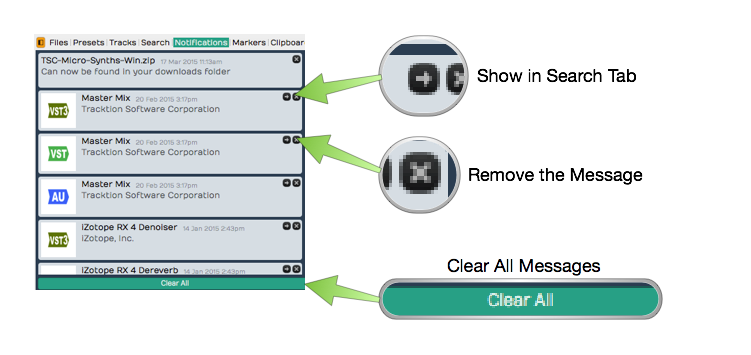 Files | Presets | Tracks | Search | Notifications | Markers | Clipboar
TSC-Micro-Synths-Win.zip 17 Mar 2015 11:13am
Can now be found in your downloads folder
Master Mix 20 Feb 2015 3:17pm
Tracktion Software Corporation
VST3
Master Mix 20 Feb 2015 3:17pm
Tracktion Software Corporation
VST
Master Mix 20 Feb 2015 3:17pm
Tracktion Software Corporation
AU
iZotope RX 4 Denoiser 14 Jan 2015 2:43pm
iZotope, Inc.
VST3
iZotope RX 4 Dereverb 14 Jan 2015 2:43pm
Clear All
Show in Search Tab
Remove the Message
Clear All Messages
Clear All